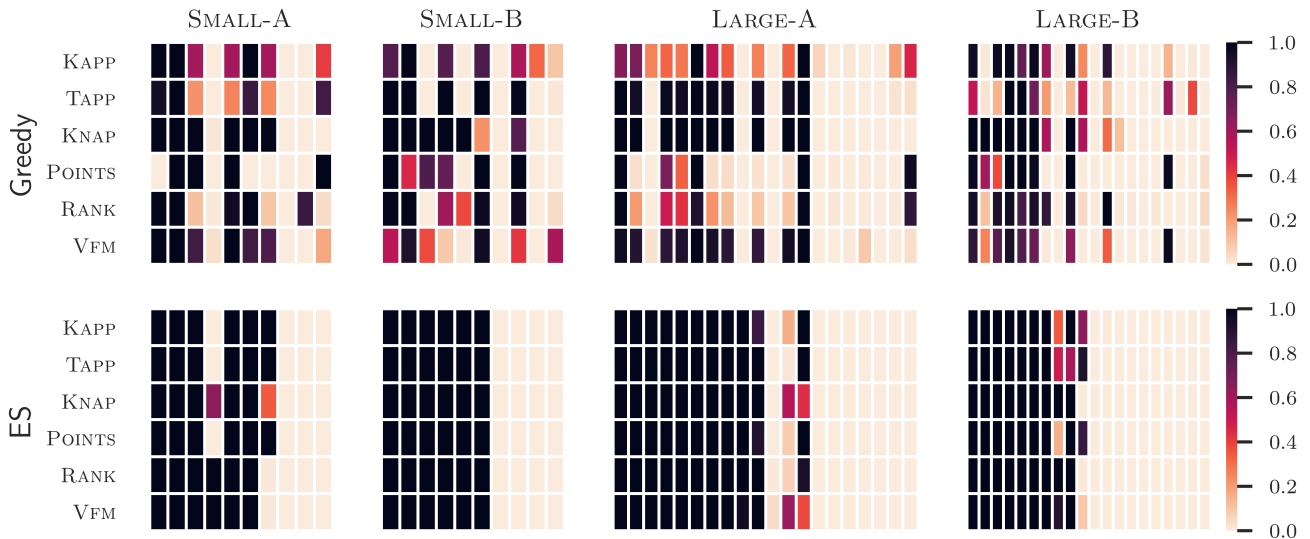 SMALL-A SMALL-B LARGE-A LARGE-B
Greedy
KAPP
TAPP
KNAP
POINTS
RANK
VFM
1.0
0.8
0.6
0.4
0.2
0.0
ES
KAPP
TAPP
KNAP
POINTS
RANK
VFM
1.0
0.8
0.6
0.4
0.2
0.0